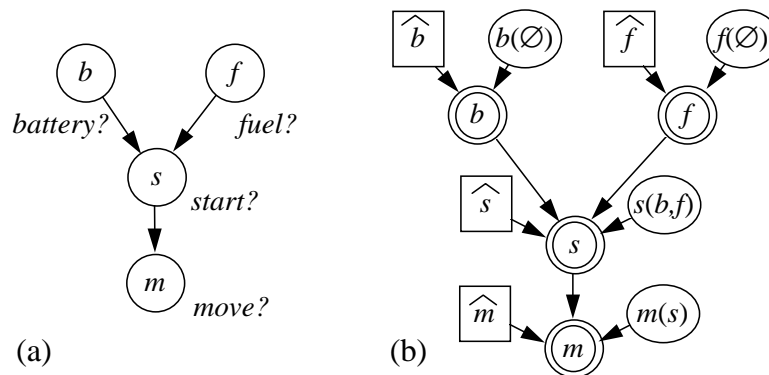 b
f
battery?
fuel?
s
start?
m
move?
(a)
b̂
b(∅)
f̂
f(∅)
b
f
ŝ
s(b,f)
s
m̂
m(s)
m
(b)